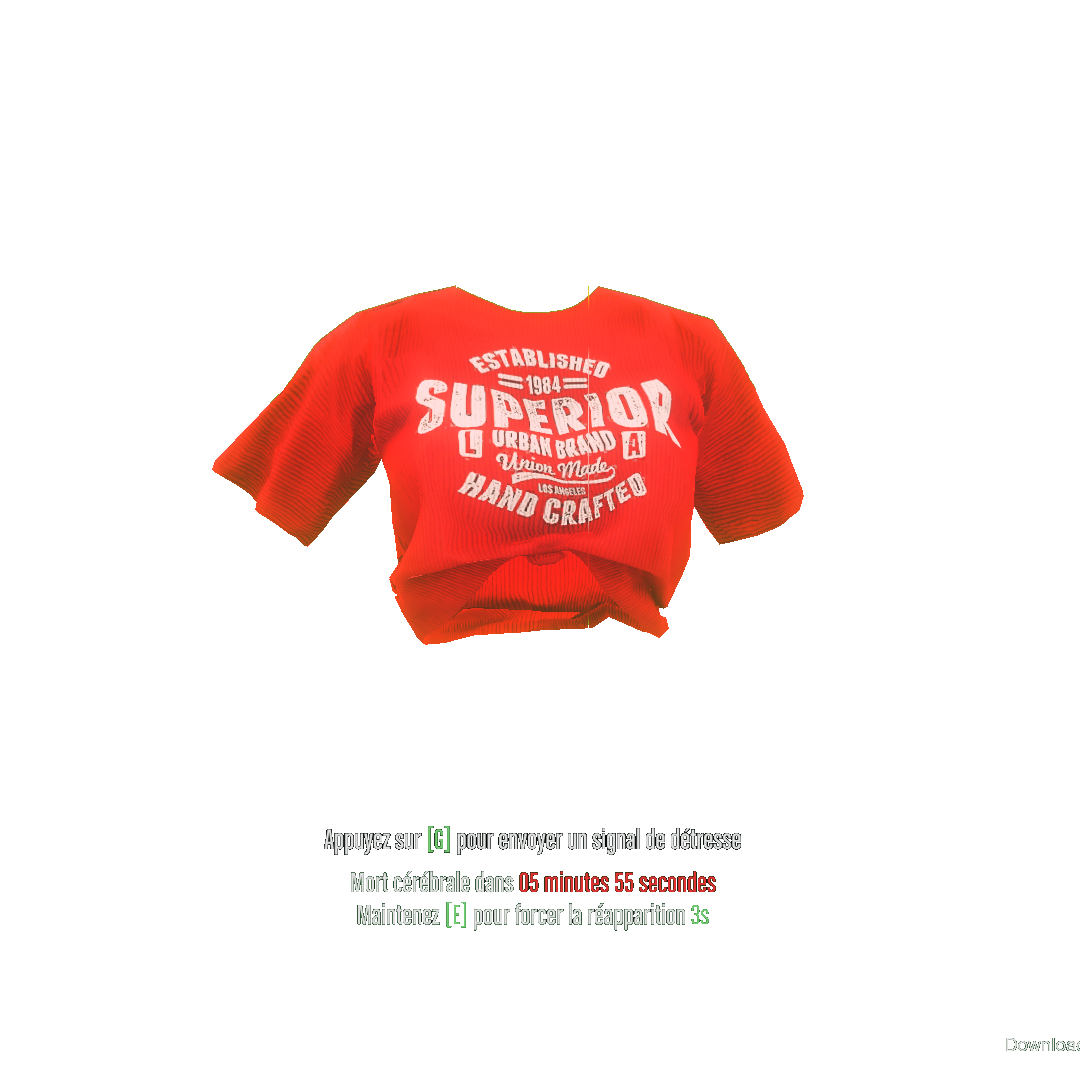 ESTABLISHED
1984
SUPERIOR
L URBAN BRAND A
Union Made
LOS ANGELES
HAND CRAFTED
Appuyez sur [G] pour envoyer un signal de détresse
Mort cérébrale dans 05 minutes 55 secondes
Maintenez [E] pour forcer la réapparition 3s